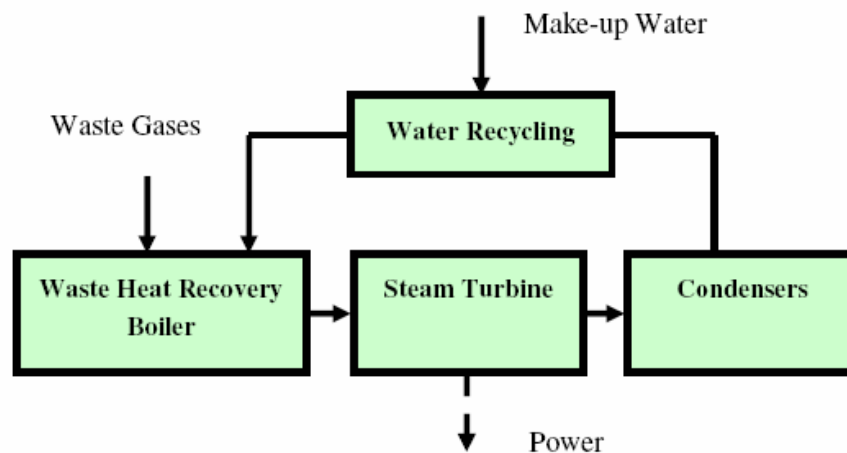 Make-up Water
Waste Gases
Water Recycling
Waste Heat Recovery
Boiler
Steam Turbine
Condensers
Power